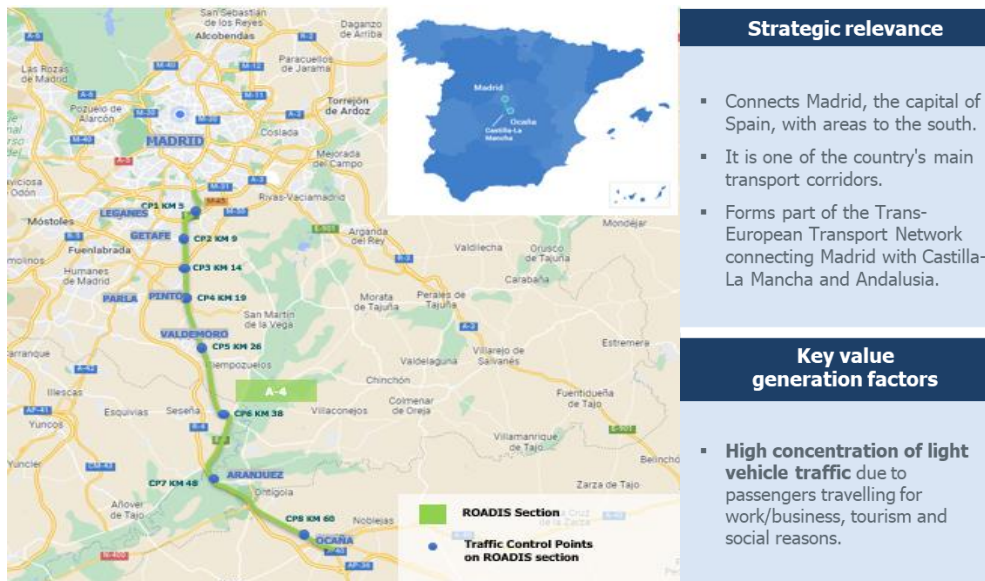 San Sebastián
de los Reyes
Alcobendas
Daganzo
de Arriba
Paracuellos
de Jarama
Las Rozas
de Madrid
Pozuelo de
Alarcón
Torrejón
de Ardoz
MADRID
Coslada
Mejorada
del Campo
Rivas-Vaciamadrid
CP1 KM 5
LEGANES
Móstoles
GETAFE
CP2 KM 9
Fuenlabrada
Arganda
del Rey
CP3 KM 14
Humanes
de Madrid
PARLA
PINTO
CP4 KM 19
San Martín
de la Vega
Morata
de Tajuña
Perales de
Tajuña
Valdilecha
Orusco
de Tajuña
Carabaña
Mondéjar
VALDEMORO
CP5 KM 26
Valdelaguna
Villarejo de
Salvanés
Estremera
Chinchón
A-4
Illescas
Esquivias
Seseña
CP6 KM 38
Villaconejos
Colmenar
de Oreja
Fuentidueña
de Tajo
Yuncos
Villamanrique
de Tajo
Yuncler
CP7 KM 48
ARANJUEZ
Ontígola
Zarza de Tajo
Añover
de Tajo
CP8 KM 60
Noblejas
OCAÑA
ROADIS Section
Traffic Control Points
on ROADIS section
Madrid
Ocaña
Castilla-La
Mancha
Strategic relevance
▪ Connects Madrid, the capital of
Spain, with areas to the south.
▪ It is one of the country's main
transport corridors.
▪ Forms part of the Trans-
European Transport Network
connecting Madrid with Castilla-
La Mancha and Andalusia.
Key value
generation factors
▪ High concentration of light
vehicle traffic due to
passengers travelling for
work/business, tourism and
social reasons.